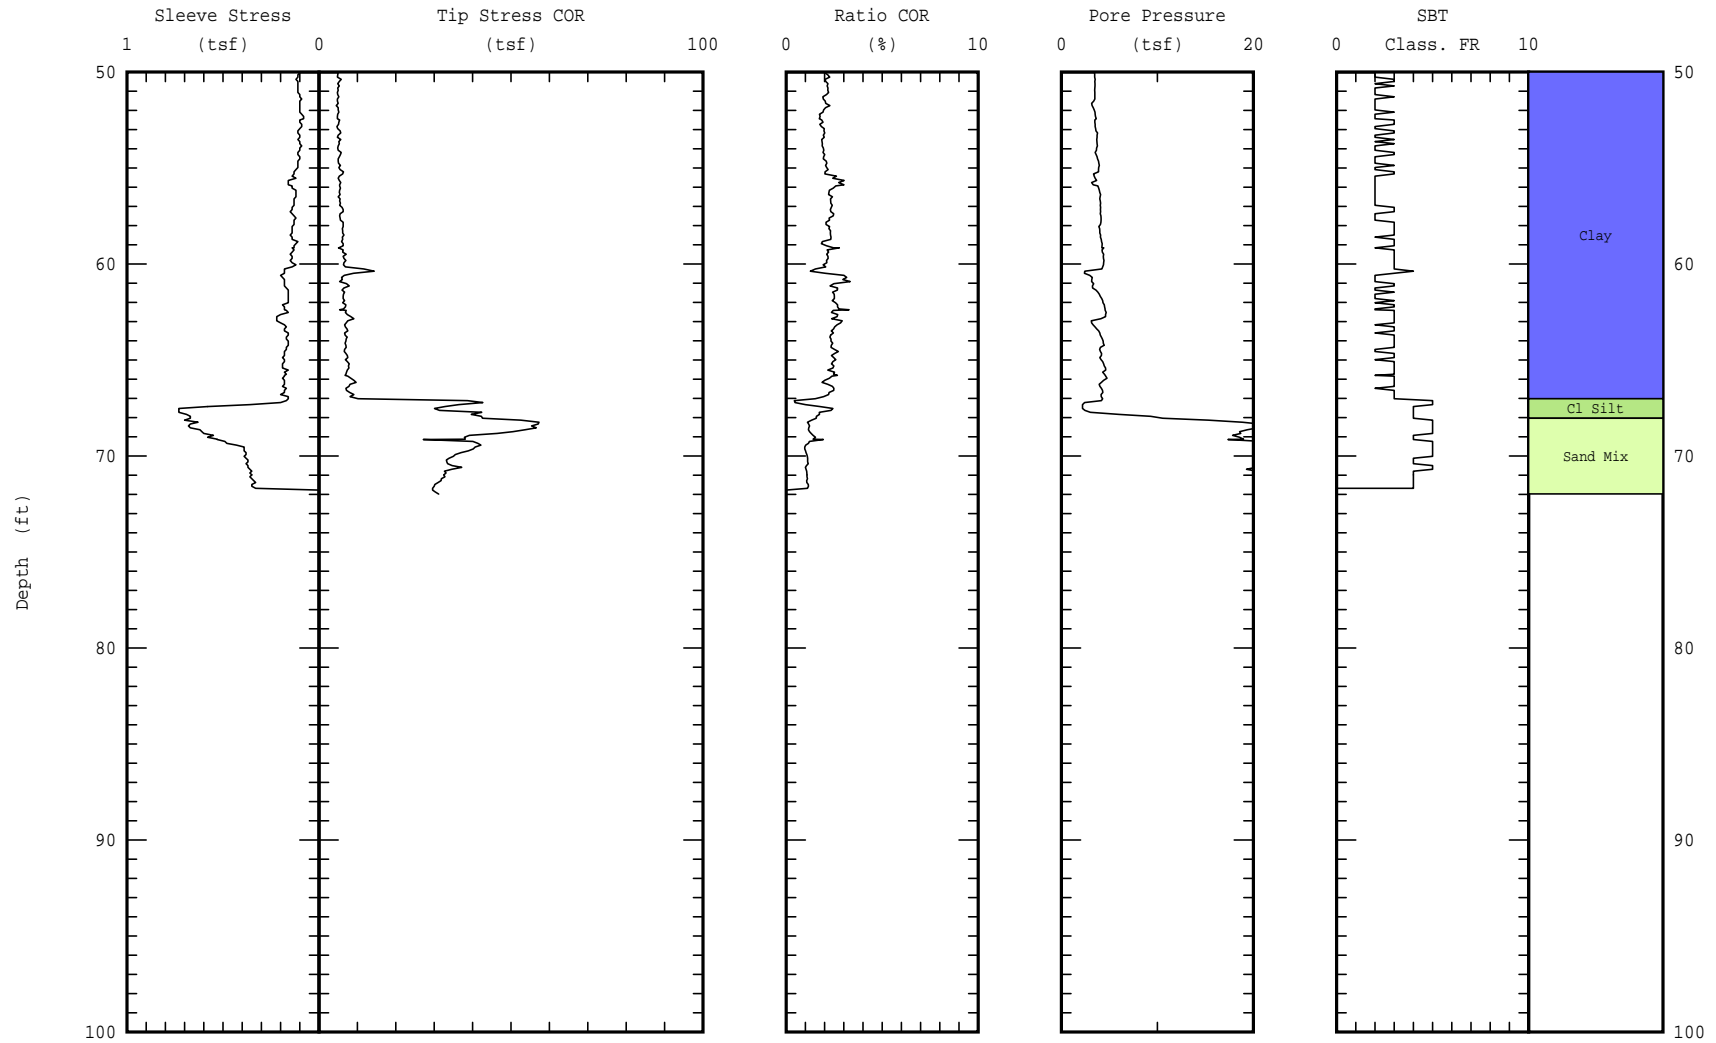 Sleeve Stress Tip Stress COR Ratio COR Pore Pressure SBT
1 (tsf) 0 (tsf) 100 0 (%) 10 0 (tsf) 20 0 Class. FR 10
50 50
Clay
60 60
Cl Silt
70 Sand Mix 70
Depth (ft)
80 80
90 90
100 100